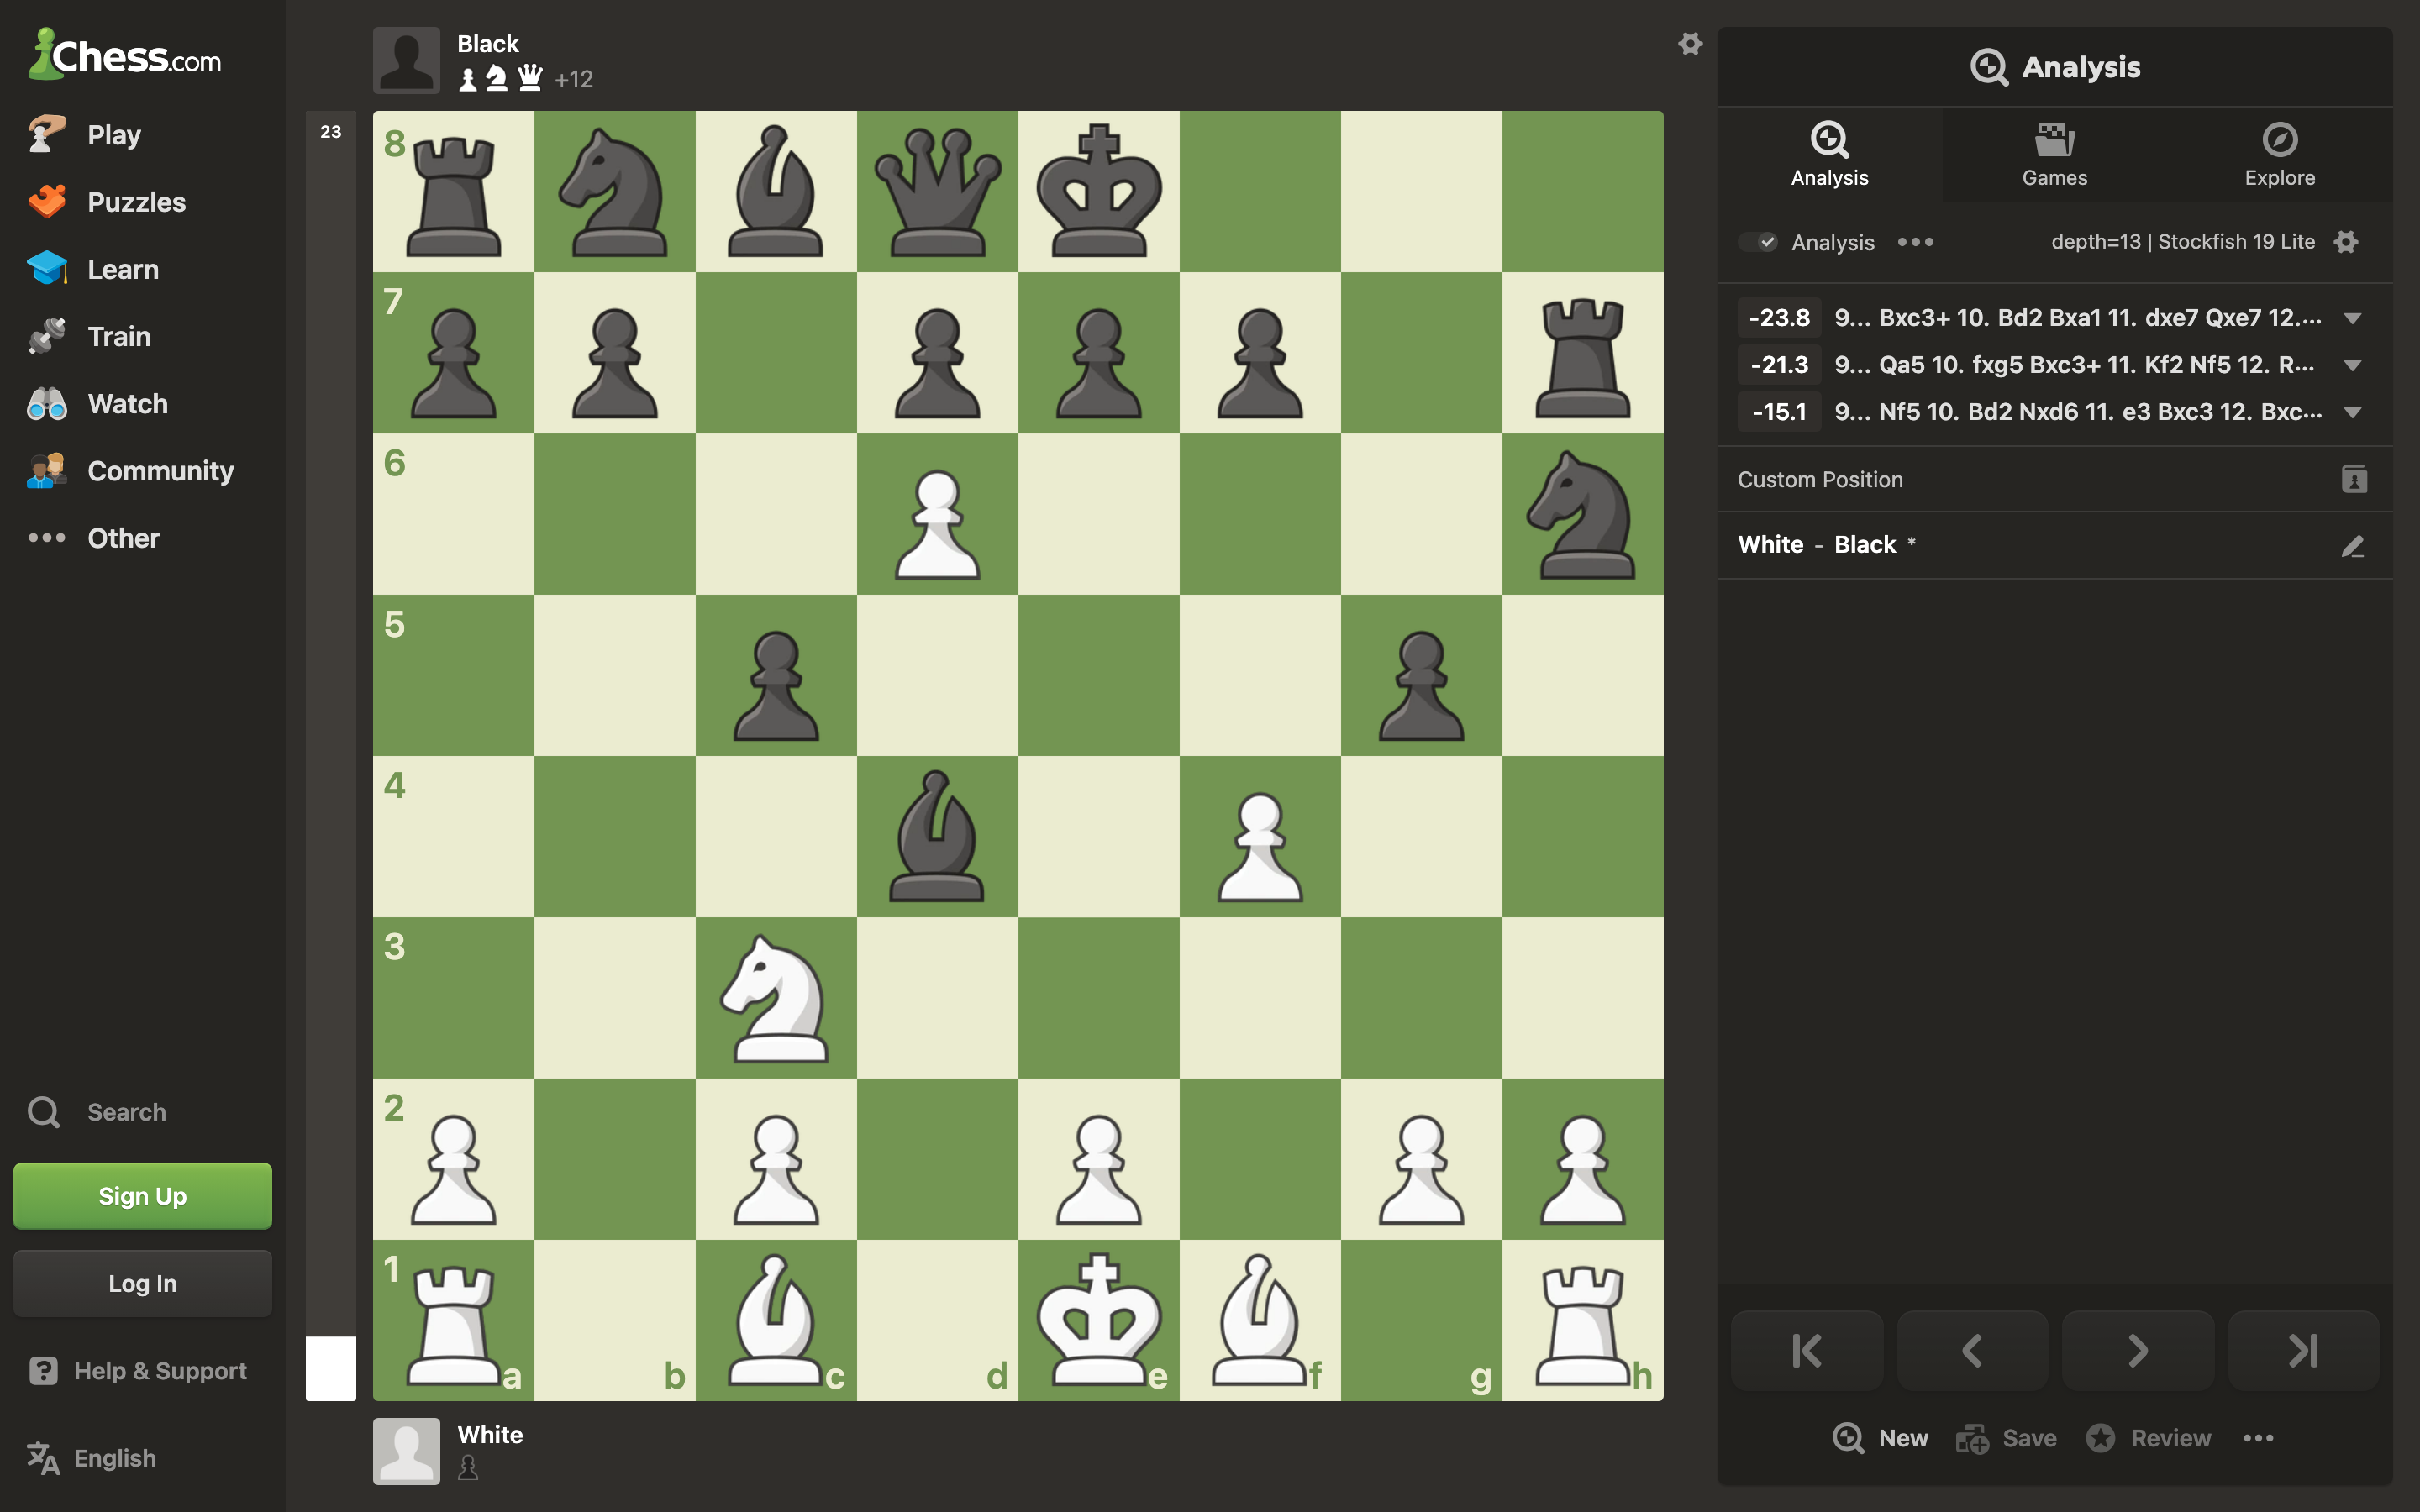 Chess.com
Play
Puzzles
Learn
Train
Watch
Community
Other
Search
Sign Up
Log In
Help & Support
English
Black
+12
23
8
7
6
5
4
3
2
1
a b c d e f g h
White
Analysis
Analysis Games Explore
Analysis depth=13 | Stockfish 19 Lite
-23.8 9... Bxc3+ 10. Bd2 Bxa1 11. dxe7 Qxe7 12.…
-21.3 9... Qa5 10. fxg5 Bxc3+ 11. Kf2 Nf5 12. R…
-15.1 9... Nf5 10. Bd2 Nxd6 11. e3 Bxc3 12. Bxc…
Custom Position
White - Black *
New Save Review